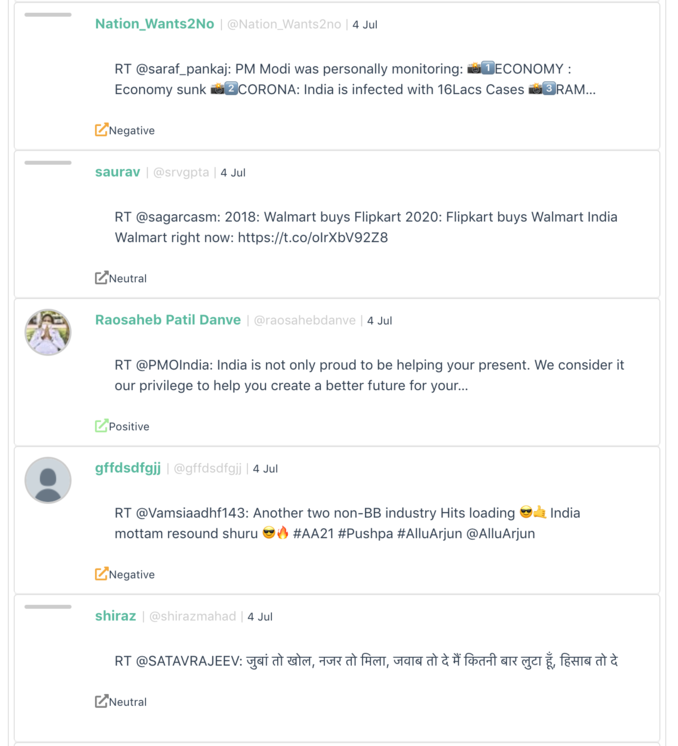 Nation_Wants2No | @Nation_Wants2no | 4 Jul
RT @saraf_pankaj: PM Modi was personally monitoring: 📸1️⃣ECONOMY :
Economy sunk 📸2️⃣CORONA: India is infected with 16Lacs Cases 📸3️⃣RAM...
Negative
saurav | @srvgpta | 4 Jul
RT @sagarcasm: 2018: Walmart buys Flipkart 2020: Flipkart buys Walmart India
Walmart right now: https://t.co/oIrXbV92Z8
Neutral
Raosaheb Patil Danve | @raosahebdanve | 4 Jul
RT @PMOIndia: India is not only proud to be helping your present. We consider it
our privilege to help you create a better future for your...
Positive
gffdsdfgjj | @gffdsdfgjj | 4 Jul
RT @Vamsiaadhf143: Another two non-BB industry Hits loading 😎🤙 India
mottam resound shuru 😎🔥 #AA21 #Pushpa #AlluArjun @AlluArjun
Negative
shiraz | @shirazmahad | 4 Jul
RT @SATAVRAJEEV: जुबां तो खोल, नजर तो मिला, जवाब तो दे मैं कितनी बार लुटा हूँ, हिसाब तो दे
Neutral